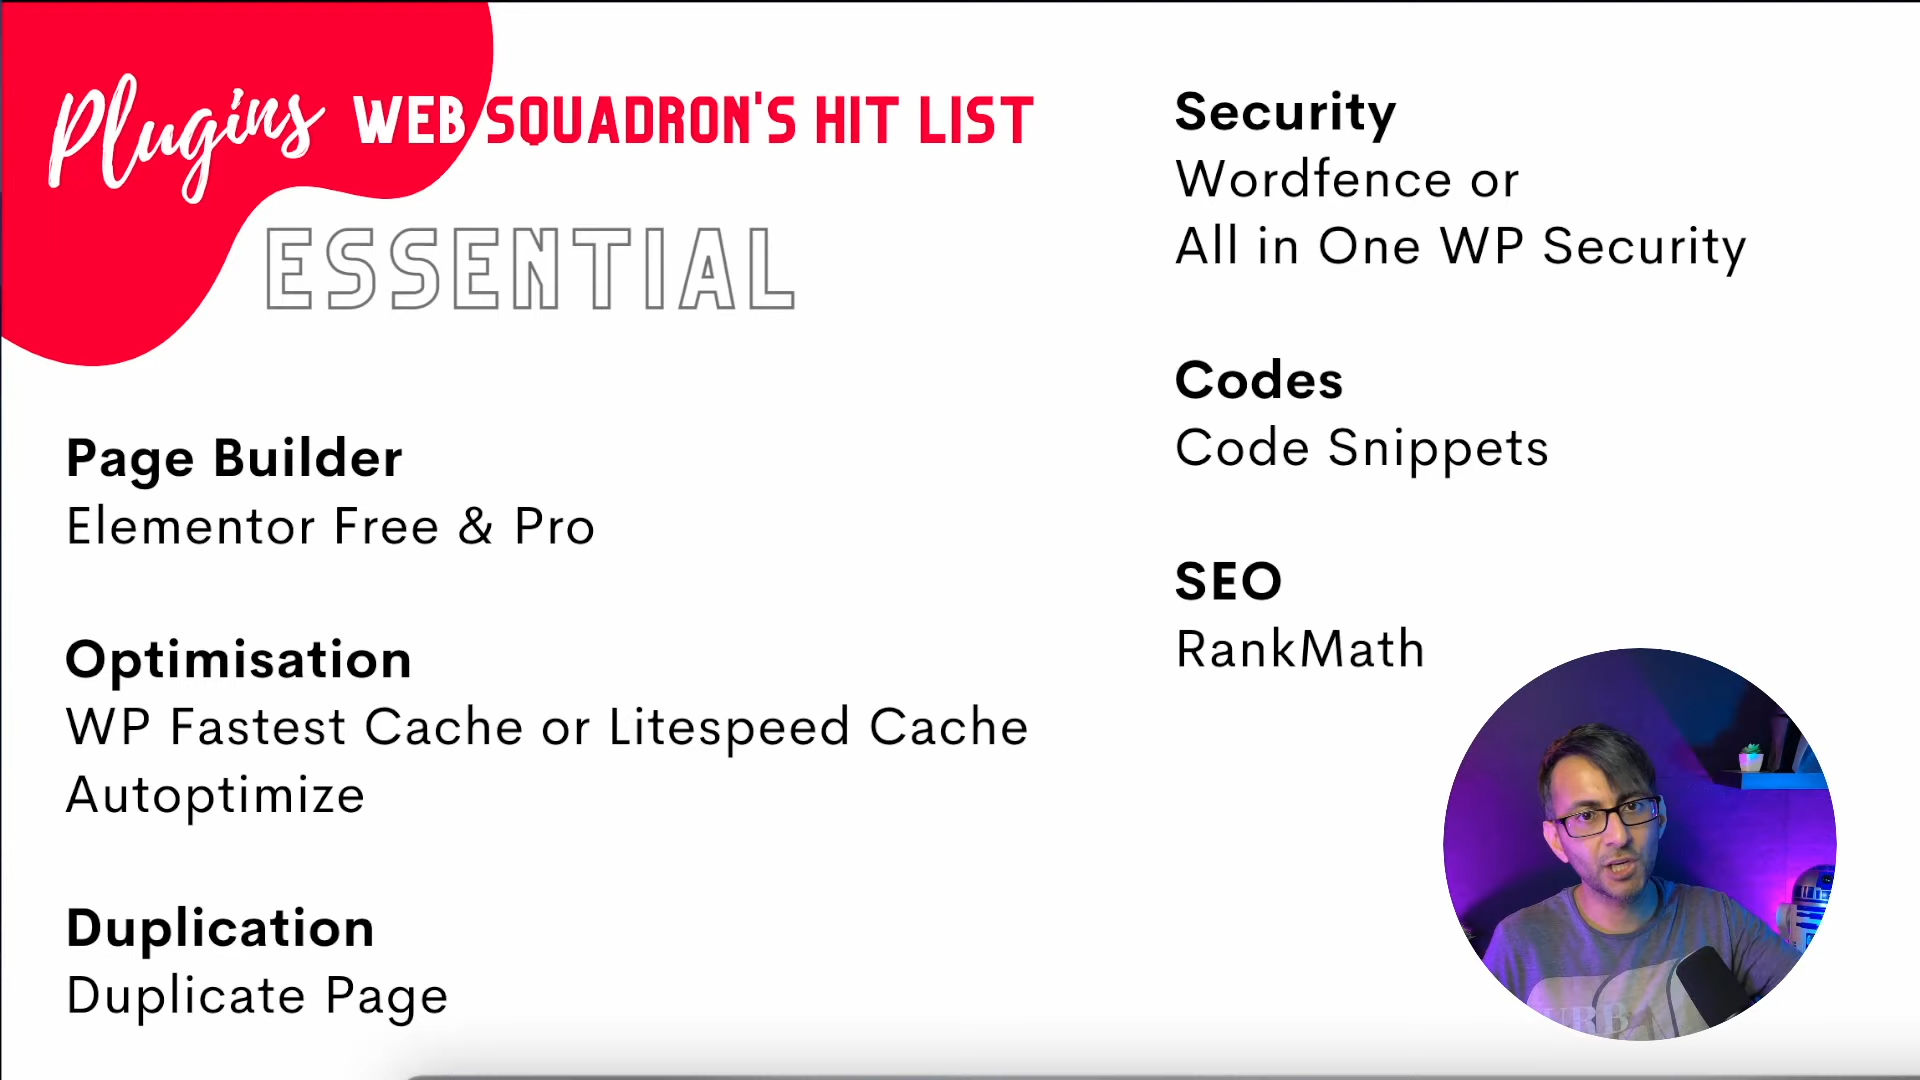 Plugins WEB SQUADRON'S HIT LIST
ESSENTIAL
Page Builder
Elementor Free & Pro
Optimisation
WP Fastest Cache or Litespeed Cache
Autoptimize
Duplication
Duplicate Page
Security
Wordfence or
All in One WP Security
Codes
Code Snippets
SEO
RankMath